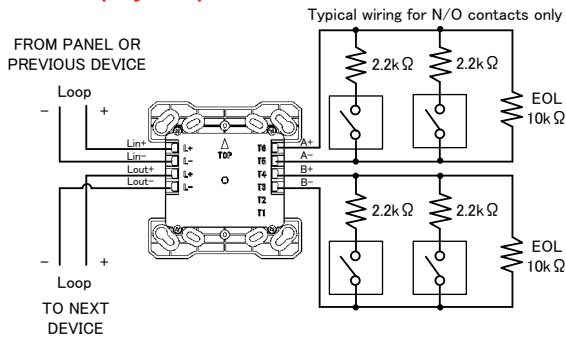 Typical wiring for N/O contacts only
FROM PANEL OR
PREVIOUS DEVICE
Loop
− +
2.2kΩ 2.2kΩ
EOL
10kΩ
Lin+ L+ TOP T6 A+
Lin− L− T5 A−
Lout+ L+ T4 B+
Lout− L− T3 B−
T2
T1
2.2kΩ 2.2kΩ
EOL
10kΩ
− +
Loop
TO NEXT
DEVICE